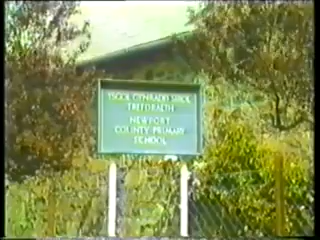 YSGOL GYNRADD SIROL
TREFDRAETH
NEWPORT
COUNTY PRIMARY
SCHOOL